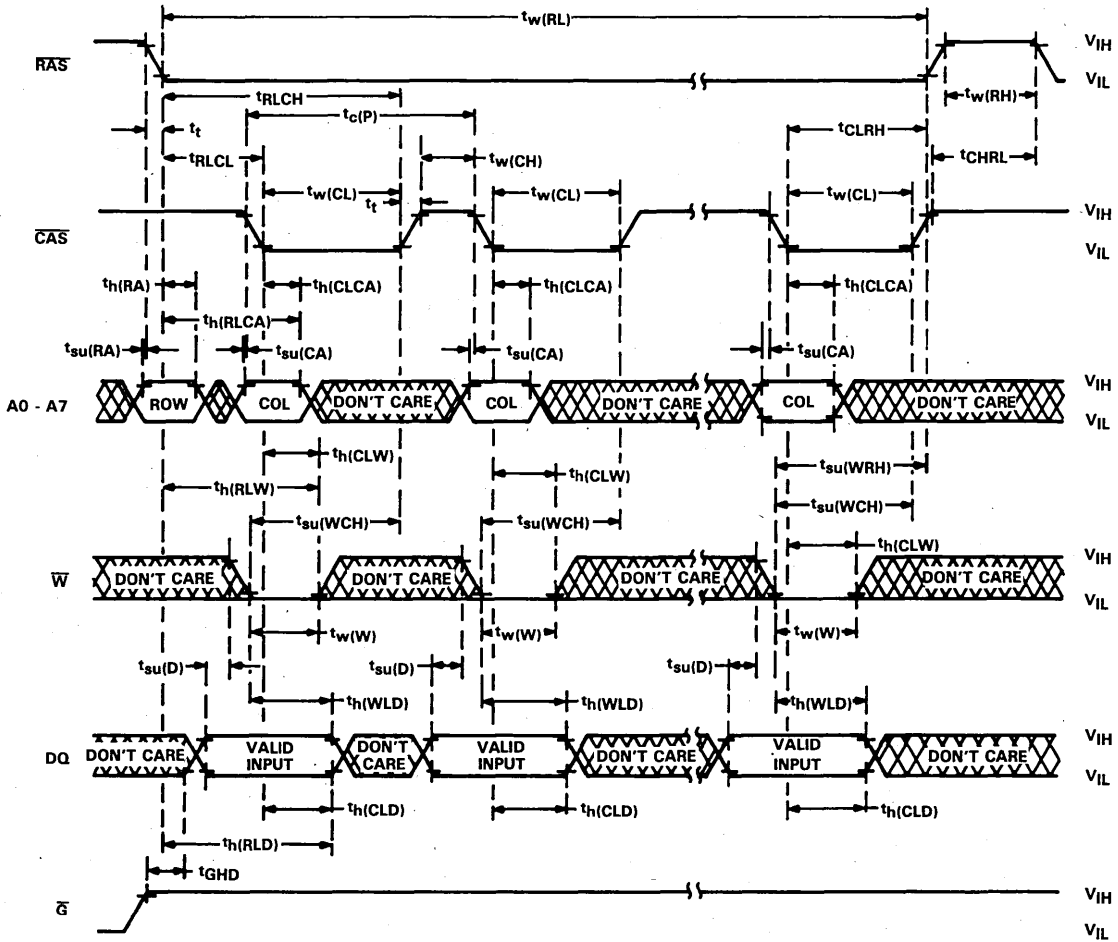 tw(RL)
RAS VIH
VIL
tRLCH tw(RH)
tt tc(P) tCLRH
tRLCL tw(CH) tCHRL
tw(CL) tw(CL) tw(CL)
tt
CAS VIH
VIL
th(RA) th(CLCA) th(CLCA) th(CLCA)
th(RLCA)
tsu(RA) tsu(CA) tsu(CA) tsu(CA)
A0 - A7 ROW COL DON'T CARE COL DON'T CARE COL DON'T CARE VIH
VIL
th(CLW) th(CLW) tsu(WRH)
th(RLW)
tsu(WCH) tsu(WCH) tsu(WCH)
th(CLW)
W DON'T CARE DON'T CARE DON'T CARE DON'T CARE VIH
VIL
tw(W) tw(W) tw(W)
tsu(D) tsu(D) tsu(D)
th(WLD) th(WLD) th(WLD)
DQ DON'T CARE VALID INPUT DON'T CARE VALID INPUT DON'T CARE VALID INPUT DON'T CARE VIH
VIL
th(CLD) th(CLD) th(CLD)
th(RLD)
tGHD
G VIH
VIL